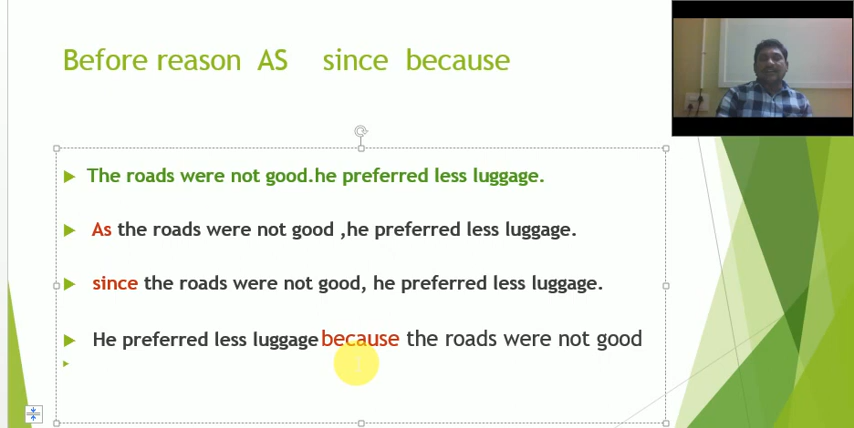 Before reason AS since because
The roads were not good.he preferred less luggage.
As the roads were not good ,he preferred less luggage.
since the roads were not good, he preferred less luggage.
He preferred less luggage because the roads were not good